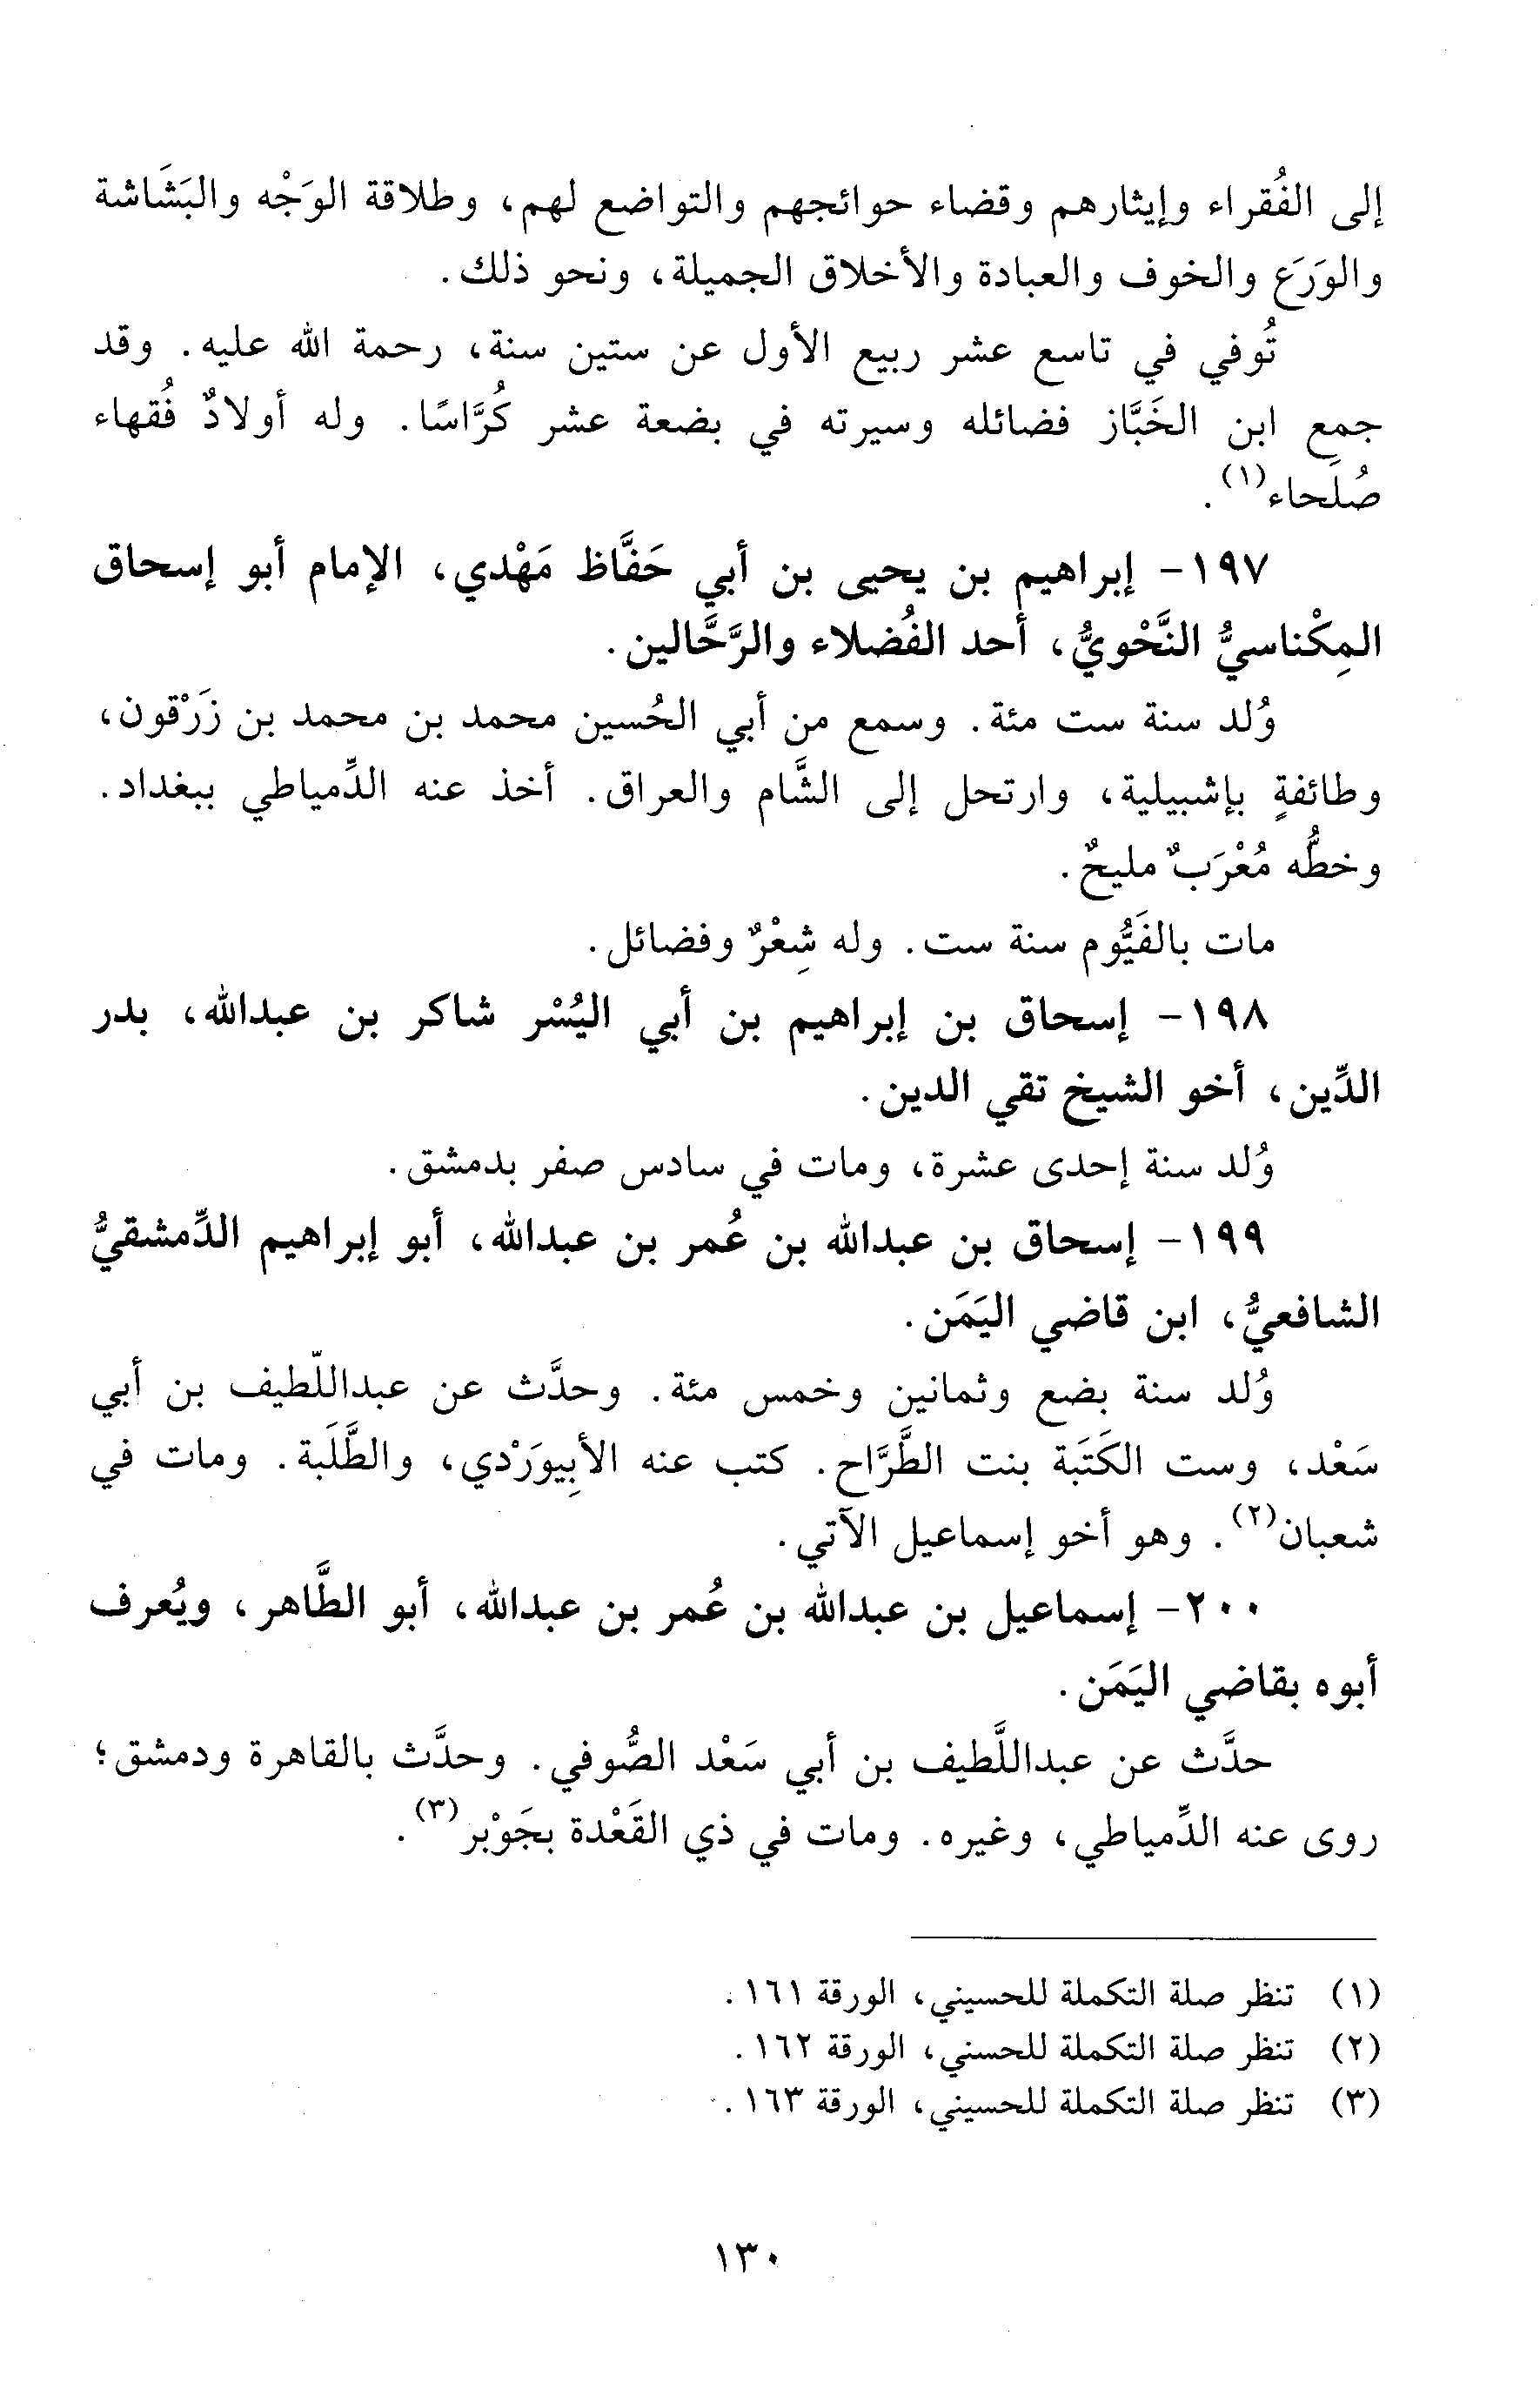 إلى الفُقراء وإيثارهم وقضاء حوائجهم والتواضع لهم، وطلاقة الوَجْه والبَشَاشة
والوَرَع والخوف والعبادة والأخلاق الجميلة، ونحو ذلك.
تُوفي في تاسع عشر ربيع الأول عن ستين سنة، رحمة الله عليه. وقد
جمع ابن الخَبَّاز فضائله وسيرته في بضعة عشر كُرَّاسًا. وله أولادٌ فُقهاء
صُلَحاء(١).
١٩٧- إبراهيم بن يحيى بن أبي حَفَّاظ مَهْدي، الإمام أبو إسحاق
المِكْناسيُّ النَّحْويُّ، أحد الفُضلاء والرَّحَّالين.
وُلد سنة ست مئة. وسمع من أبي الحُسين محمد بن محمد بن زَرْقون،
وطائفةٍ بإشبيلية، وارتحل إلى الشَّام والعراق. أخذ عنه الدِّمياطي ببغداد.
وخطُّه مُعْرَبٌ مليحٌ.
مات بالفَيُّوم سنة ست. وله شِعْرٌ وفضائل.
١٩٨- إسحاق بن إبراهيم بن أبي اليُسْر شاكر بن عبدالله، بدر
الدِّين، أخو الشيخ تقي الدين.
وُلد سنة إحدى عشرة، ومات في سادس صفر بدمشق.
١٩٩- إسحاق بن عبدالله بن عُمر بن عبدالله، أبو إبراهيم الدِّمشقيُّ
الشافعيُّ، ابن قاضي اليَمَن.
وُلد سنة بضع وثمانين وخمس مئة. وحدَّث عن عبداللّطيف بن أبي
سَعْد، وست الكَتَبَة بنت الطَّرَّاح. كتب عنه الأبِيوَرْدي، والطَّلَبة. ومات في
شعبان(٢). وهو أخو إسماعيل الآتي.
٢٠٠- إسماعيل بن عبدالله بن عُمر بن عبدالله، أبو الطَّاهر، ويُعرف
أبوه بقاضي اليَمَن.
حدَّث عن عبداللَّطيف بن أبي سَعْد الصُّوفي. وحدَّث بالقاهرة ودمشق؛
روى عنه الدِّمياطي، وغيره. ومات في ذي القَعْدة بجَوْبر(٣).
(١) تنظر صلة التكملة للحسيني، الورقة ١٦١.
(٢) تنظر صلة التكملة للحسني، الورقة ١٦٢.
(٣) تنظر صلة التكملة للحسيني، الورقة ١٦٣.
١٣٠